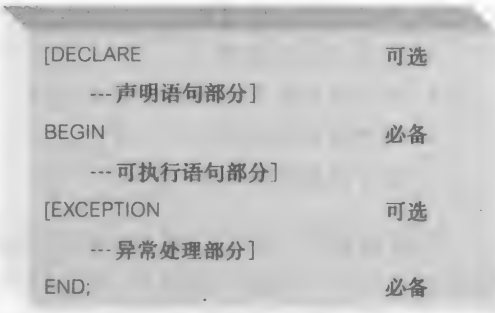 [DECLARE 可选
---声明语句部分]
BEGIN 必备
---可执行语句部分]
[EXCEPTION 可选
---异常处理部分]
END; 必备